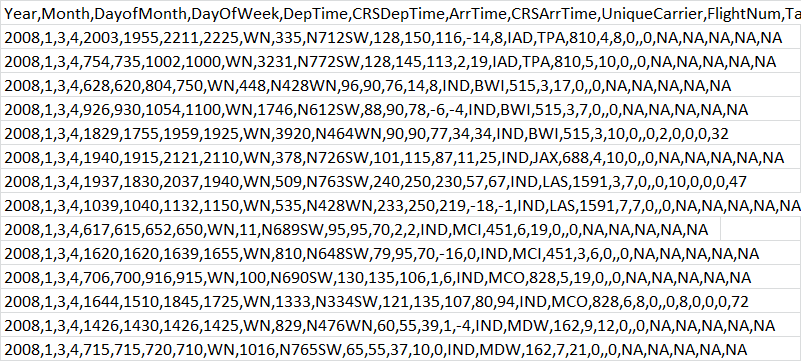 Year,Month,DayofMonth,DayOfWeek,DepTime,CRSDepTime,ArrTime,CRSArrTime,UniqueCarrier,FlightNum,Ta
2008,1,3,4,2003,1955,2211,2225,WN,335,N712SW,128,150,116,-14,8,IAD,TPA,810,4,8,0,,0,NA,NA,NA,NA,NA
2008,1,3,4,754,735,1002,1000,WN,3231,N772SW,128,145,113,2,19,IAD,TPA,810,5,10,0,,0,NA,NA,NA,NA,NA
2008,1,3,4,628,620,804,750,WN,448,N428WN,96,90,76,14,8,IND,BWI,515,3,17,0,,0,NA,NA,NA,NA,NA
2008,1,3,4,926,930,1054,1100,WN,1746,N612SW,88,90,78,-6,-4,IND,BWI,515,3,7,0,,0,NA,NA,NA,NA,NA
2008,1,3,4,1829,1755,1959,1925,WN,3920,N464WN,90,90,77,34,34,IND,BWI,515,3,10,0,,0,2,0,0,0,32
2008,1,3,4,1940,1915,2121,2110,WN,378,N726SW,101,115,87,11,25,IND,JAX,688,4,10,0,,0,NA,NA,NA,NA,NA
2008,1,3,4,1937,1830,2037,1940,WN,509,N763SW,240,250,230,57,67,IND,LAS,1591,3,7,0,,0,10,0,0,0,47
2008,1,3,4,1039,1040,1132,1150,WN,535,N428WN,233,250,219,-18,-1,IND,LAS,1591,7,7,0,,0,NA,NA,NA,NA,NA
2008,1,3,4,617,615,652,650,WN,11,N689SW,95,95,70,2,2,IND,MCI,451,6,19,0,,0,NA,NA,NA,NA,NA
2008,1,3,4,1620,1620,1639,1655,WN,810,N648SW,79,95,70,-16,0,IND,MCI,451,3,6,0,,0,NA,NA,NA,NA,NA
2008,1,3,4,706,700,916,915,WN,100,N690SW,130,135,106,1,6,IND,MCO,828,5,19,0,,0,NA,NA,NA,NA,NA
2008,1,3,4,1644,1510,1845,1725,WN,1333,N334SW,121,135,107,80,94,IND,MCO,828,6,8,0,,0,8,0,0,0,72
2008,1,3,4,1426,1430,1426,1425,WN,829,N476WN,60,55,39,1,-4,IND,MDW,162,9,12,0,,0,NA,NA,NA,NA,NA
2008,1,3,4,715,715,720,710,WN,1016,N765SW,65,55,37,10,0,IND,MDW,162,7,21,0,,0,NA,NA,NA,NA,NA